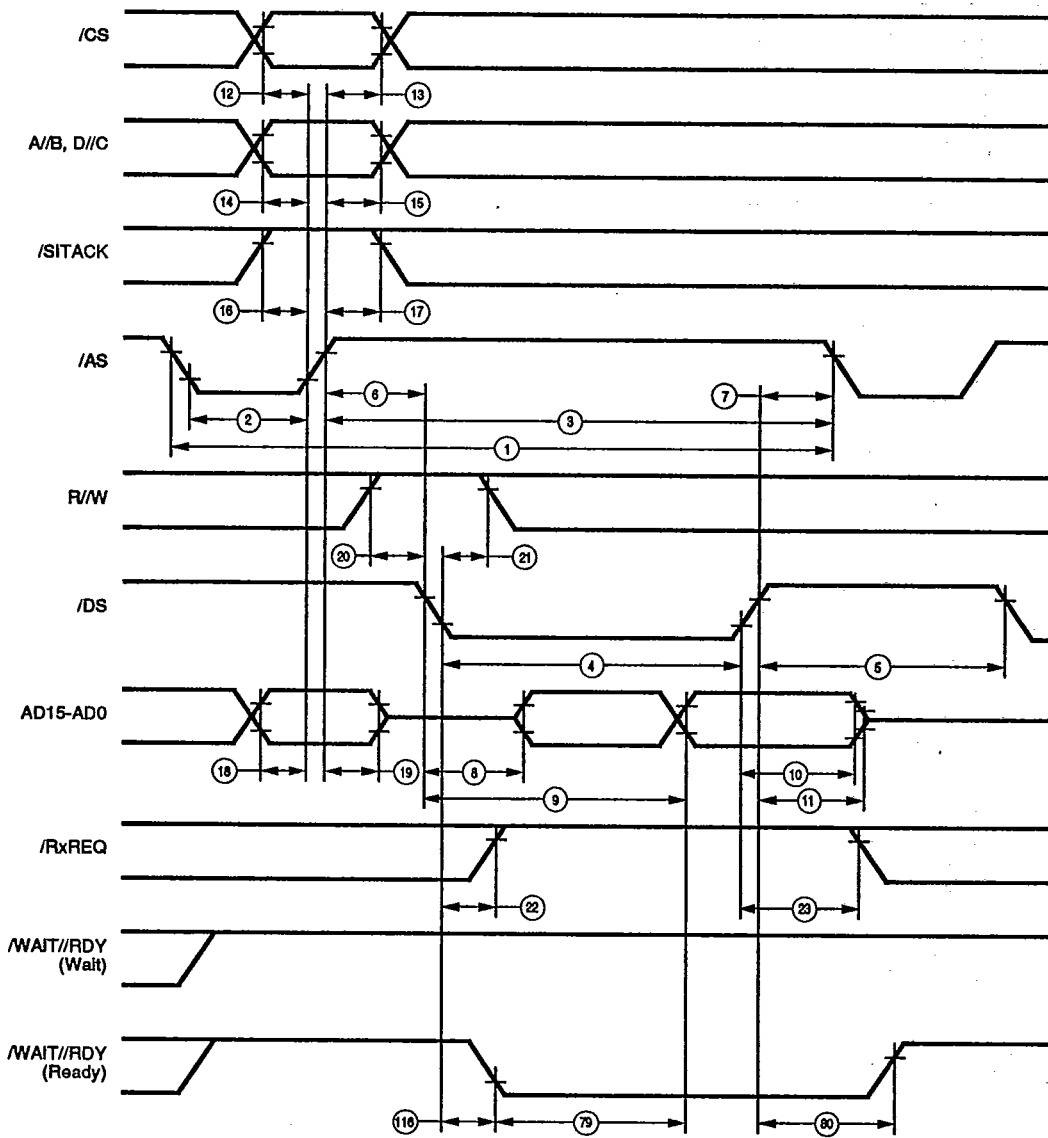 /CS
12
13
A//B, D//C
14
15
/SITACK
16
17
/AS
6
7
2
3
1
R//W
20
21
/DS
4
5
AD15-AD0
18
19
8
10
9
11
/RxREQ
22
23
/WAIT//RDY
(Wait)
/WAIT//RDY
(Ready)
116
79
80